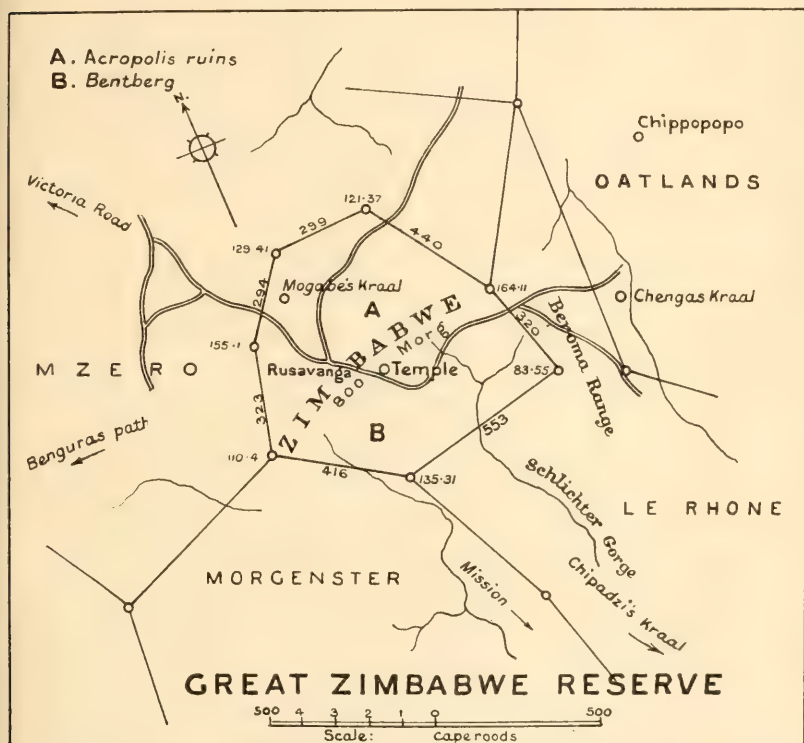 A. Acropolis ruins
B. Bentberg
N.
Chippopopo
OATLANDS
Victoria Road
121·37
299
440
129·41
294
Mogabe's Kraal
164·11
Chengas Kraal
A
320
Beroma Range
ZIMBABWE
800 Morg.
155·1
MZERO
Rusavanga
Temple
83·55
323
B
553
Benguras path
110·4
416
135·31
Schlichter Gorge
LE RHONE
MORGENSTER
Mission
Chipadzi's Kraal
GREAT ZIMBABWE RESERVE
500 4 3 2 1 0 500
Scale: Cape roods